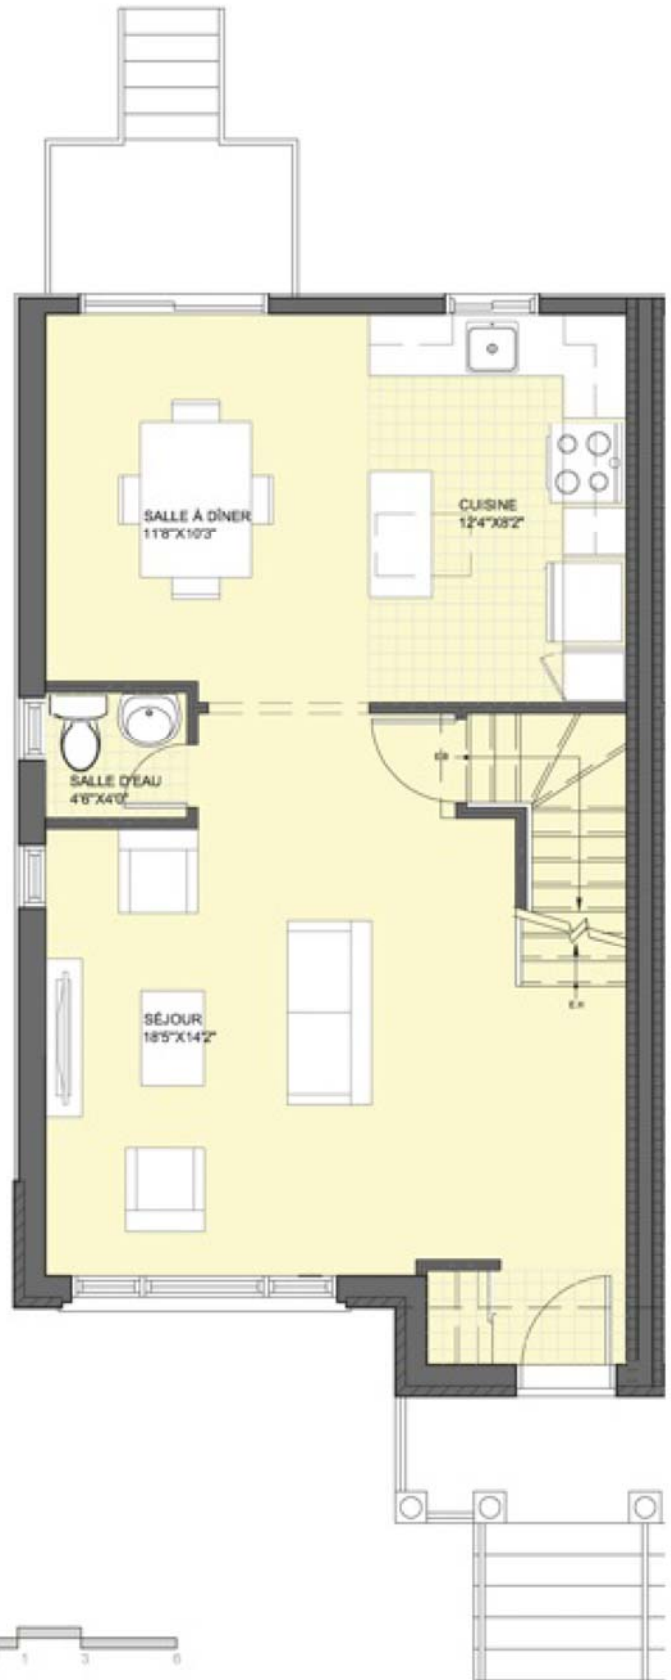 SALLE À DÎNER
11'8"X10'3"
CUISINE
12'4"X8'2"
SALLE D'EAU
4'6"X4'0"
SÉJOUR
18'5"X14'2"
1 3 6